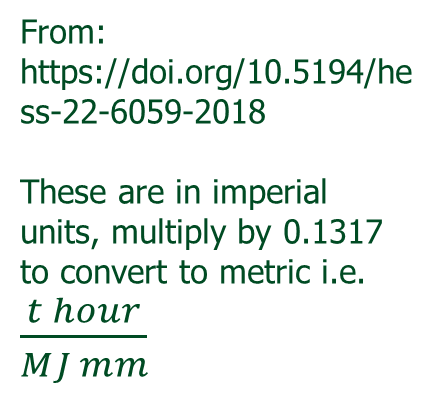 From:
https://doi.org/10.5194/he
ss-22-6059-2018
These are in imperial
units, multiply by 0.1317
to convert to metric i.e.
t hour
MJ mm